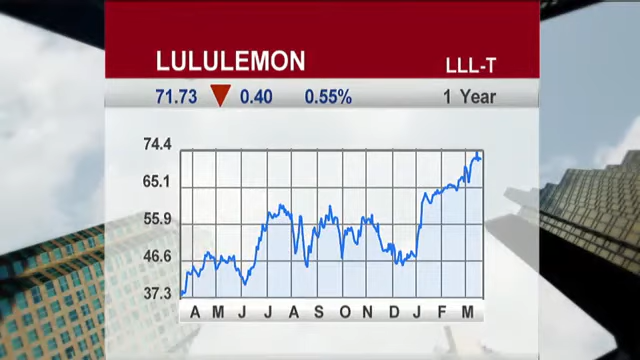 LULULEMON LLL-T
71.73 0.40 0.55% 1 Year
74.4
65.1
55.9
46.6
37.3
A M J J A S O N D J F M